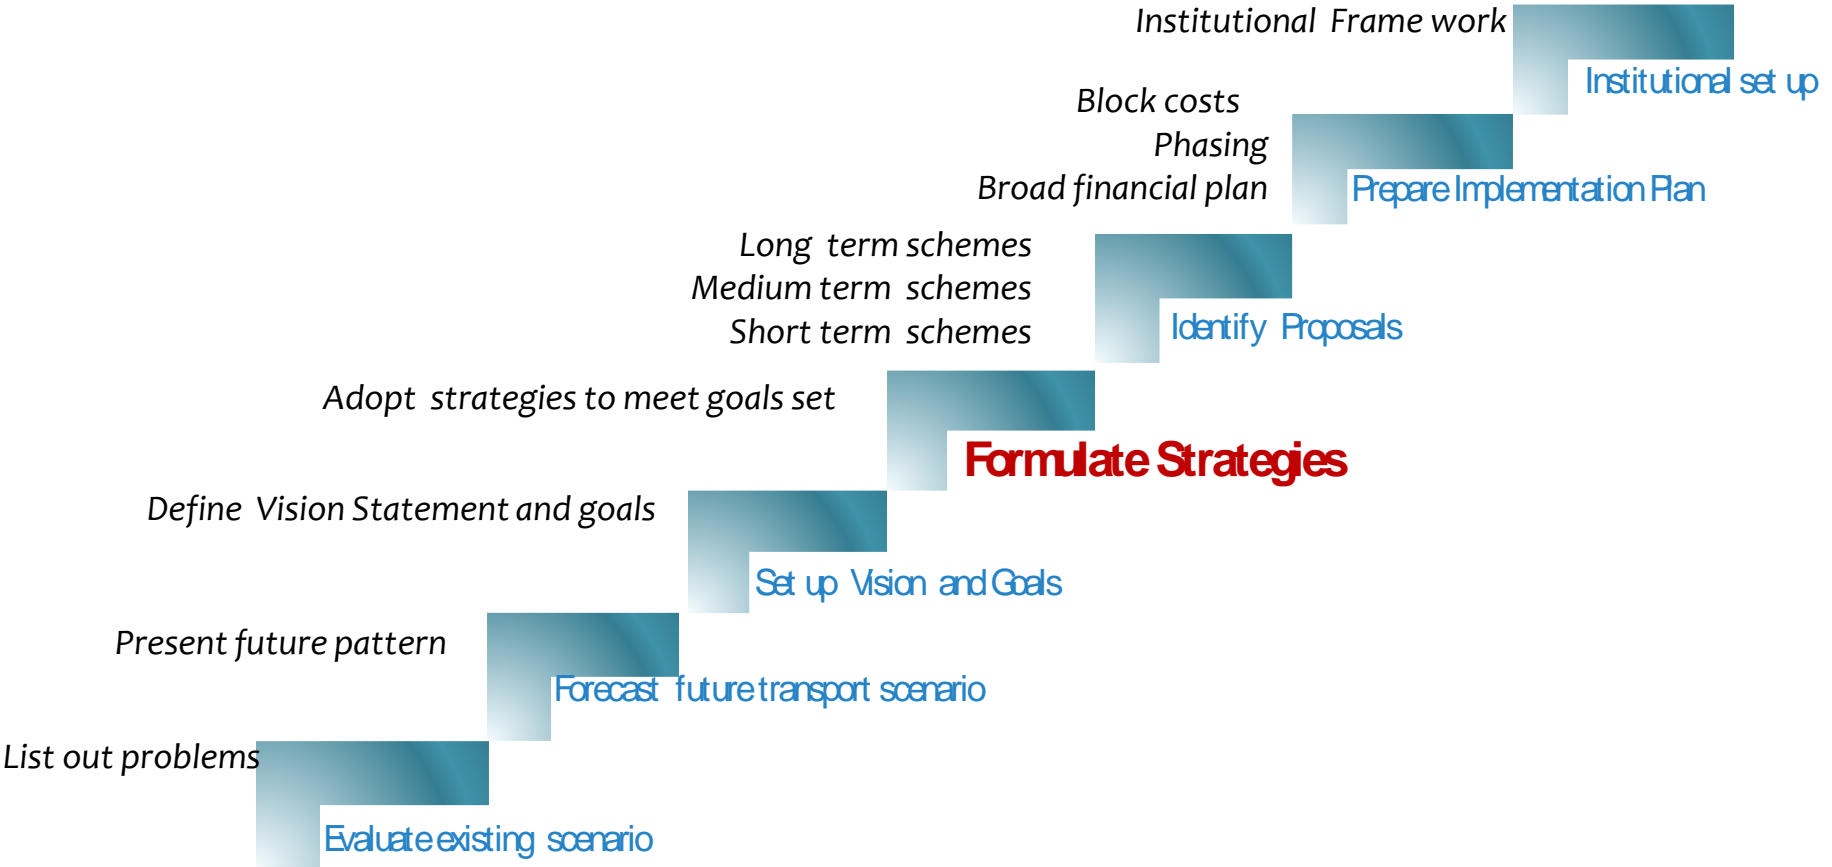 Institutional Frame work
Institutional set up
Block costs
Phasing
Broad financial plan
Prepare Implementation Plan
Long term schemes
Medium term schemes
Short term schemes
Identify Proposals
Adopt strategies to meet goals set
Formulate Strategies
Define Vision Statement and goals
Set up Vision and Goals
Present future pattern
Forecast future transport scenario
List out problems
Evaluate existing scenario